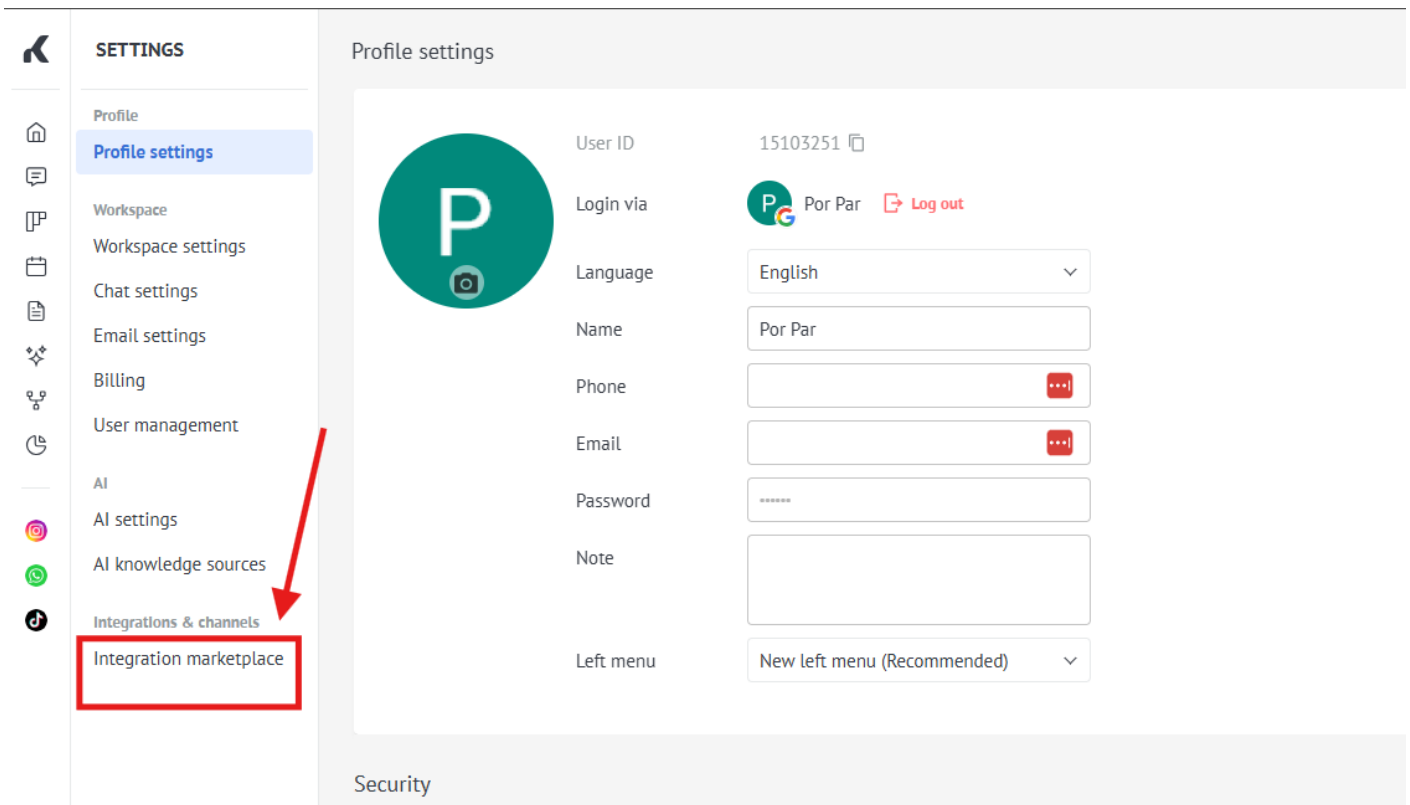 SETTINGS
Profile
Profile settings
Workspace
Workspace settings
Chat settings
Email settings
Billing
User management
AI
AI settings
AI knowledge sources
Integrations & channels
Integration marketplace
Profile settings
P
User ID 15103251
Login via P Por Par Log out
Language English
Name Por Par
Phone
Email
Password
Note
Left menu New left menu (Recommended)
Security